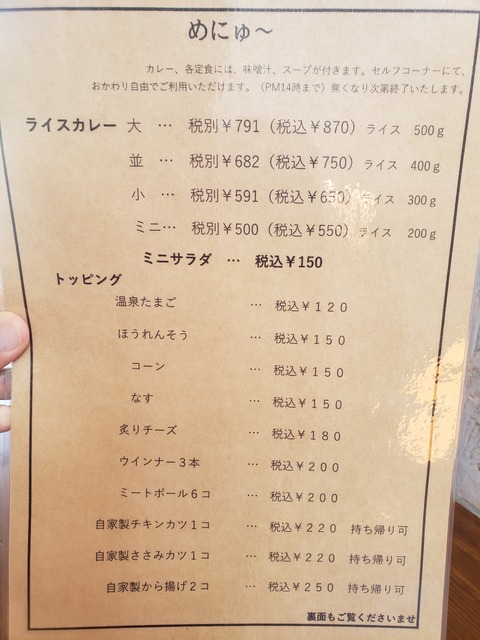 めにゅ～
カレー、各定食には、味噌汁、スープが付きます。セルフコーナーにて、
おかわり自由でご利用いただけます。（PM14時まで）無くなり次第終了いたします。
ライスカレー 大 … 税別￥791（税込￥870）ライス 500ｇ
並 … 税別￥682（税込￥750）ライス 400ｇ
小 … 税別￥591（税込￥650）ライス 300ｇ
ミニ… 税別￥500（税込￥550）ライス 200ｇ
ミニサラダ … 税込￥150
トッピング
温泉たまご … 税込￥１２０
ほうれんそう … 税込￥１５０
コーン … 税込￥１５０
なす … 税込￥１５０
炙りチーズ … 税込￥１８０
ウインナー３本 … 税込￥２００
ミートボール６コ … 税込￥２００
自家製チキンカツ１コ … 税込￥２２０ 持ち帰り可
自家製ささみカツ１コ … 税込￥２２０ 持ち帰り可
自家製から揚げ２コ … 税込￥２５０ 持ち帰り可
裏面もご覧くださいませ